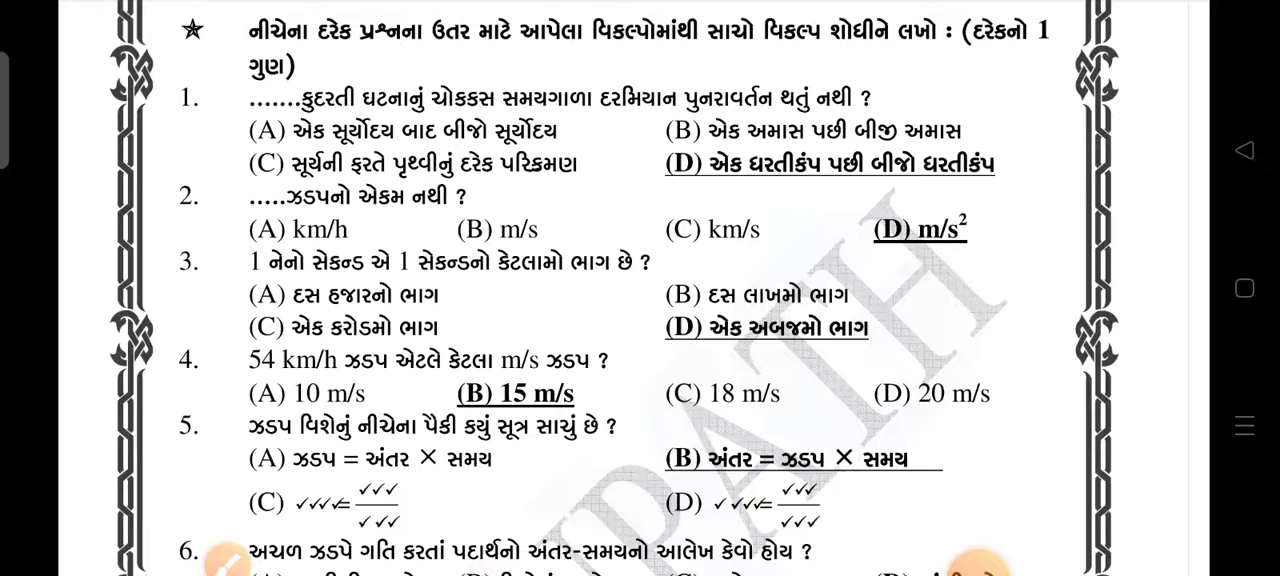 ✯ નીચેના દરેક પ્રશ્નના ઉતર માટે આપેલા વિકલ્પોમાંથી સાચો વિકલ્પ શોધીને લખો : (દરેકનો 1
ગુણ)
1. .......કુદરતી ઘટનાનું ચોકકસ સમયગાળા દરમિયાન પુનરાવર્તન થતું નથી ?
(A) એક સૂર્યોદય બાદ બીજો સૂર્યોદય (B) એક અમાસ પછી બીજી અમાસ
(C) સૂર્યની ફરતે પૃથ્વીનું દરેક પરિક્રમણ (D) એક ધરતીકંપ પછી બીજો ધરતીકંપ
2. .....ઝડપનો એકમ નથી ?
(A) km/h (B) m/s (C) km/s (D) m/s²
3. 1 નેનો સેકન્ડ એ 1 સેકન્ડનો કેટલામો ભાગ છે ?
(A) દસ હજારનો ભાગ (B) દસ લાખમો ભાગ
(C) એક કરોડમો ભાગ (D) એક અબજમો ભાગ
4. 54 km/h ઝડપ એટલે કેટલા m/s ઝડપ ?
(A) 10 m/s (B) 15 m/s (C) 18 m/s (D) 20 m/s
5. ઝડપ વિશેનું નીચેના પૈકી કયું સૂત્ર સાચું છે ?
(A) ઝડપ = અંતર × સમય (B) અંતર = ઝડપ × સમય
(C) (D)
6. અચળ ઝડપે ગતિ કરતાં પદાર્થનો અંતર-સમયનો આલેખ કેવો હોય ?